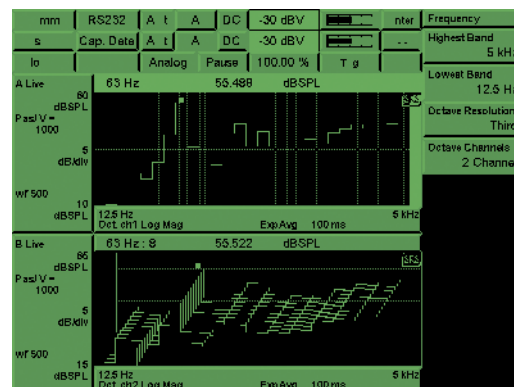 mm RS232 A t A DC -30 dBV nter Frequency
s Cap. Data A t A DC -30 dBV --
Highest Band
5 kH
lo Analog Pause 100.00 % T g
Lowest Band
12.5 H
Octave Resolution
Third
Octave Channels
2 Channe
A Live 63 Hz 55.488 dBSPL
60
dBSPL
Pas/V =
1000
5
dB/div
wf 500
10
dBSPL
12.5 Hz 5 kHz
Oct. ch1 Log Mag ExpAvg 100 ms
B Live 63 Hz : 8 55.522 dBSPL
dBSPL
Pas/V =
1000
5
dB/div
wf 500
15
dBSPL
12.5 Hz 5 kHz
Oct. ch2 Log Mag ExpAvg 100 ms